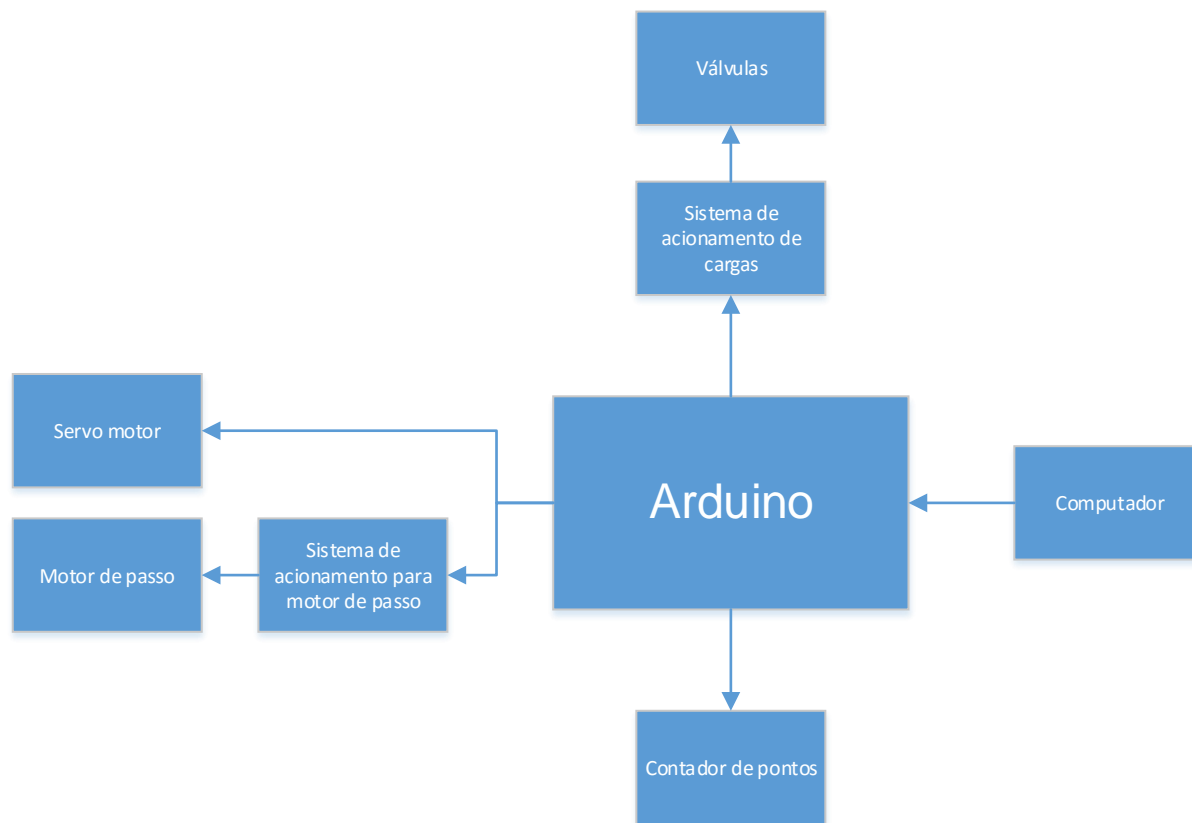 Válvulas
Sistema de
acionamento de
cargas
Servo motor
Arduino
Computador
Motor de passo
Sistema de
acionamento para
motor de passo
Contador de pontos